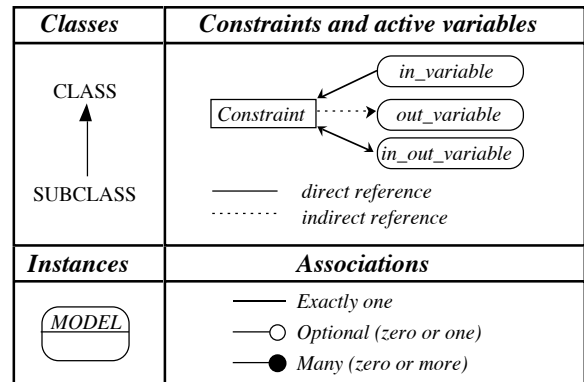 Classes
Constraints and active variables
CLASS
SUBCLASS
in_variable
Constraint
out_variable
in_out_variable
direct reference
indirect reference
Instances
Associations
MODEL
Exactly one
Optional (zero or one)
Many (zero or more)